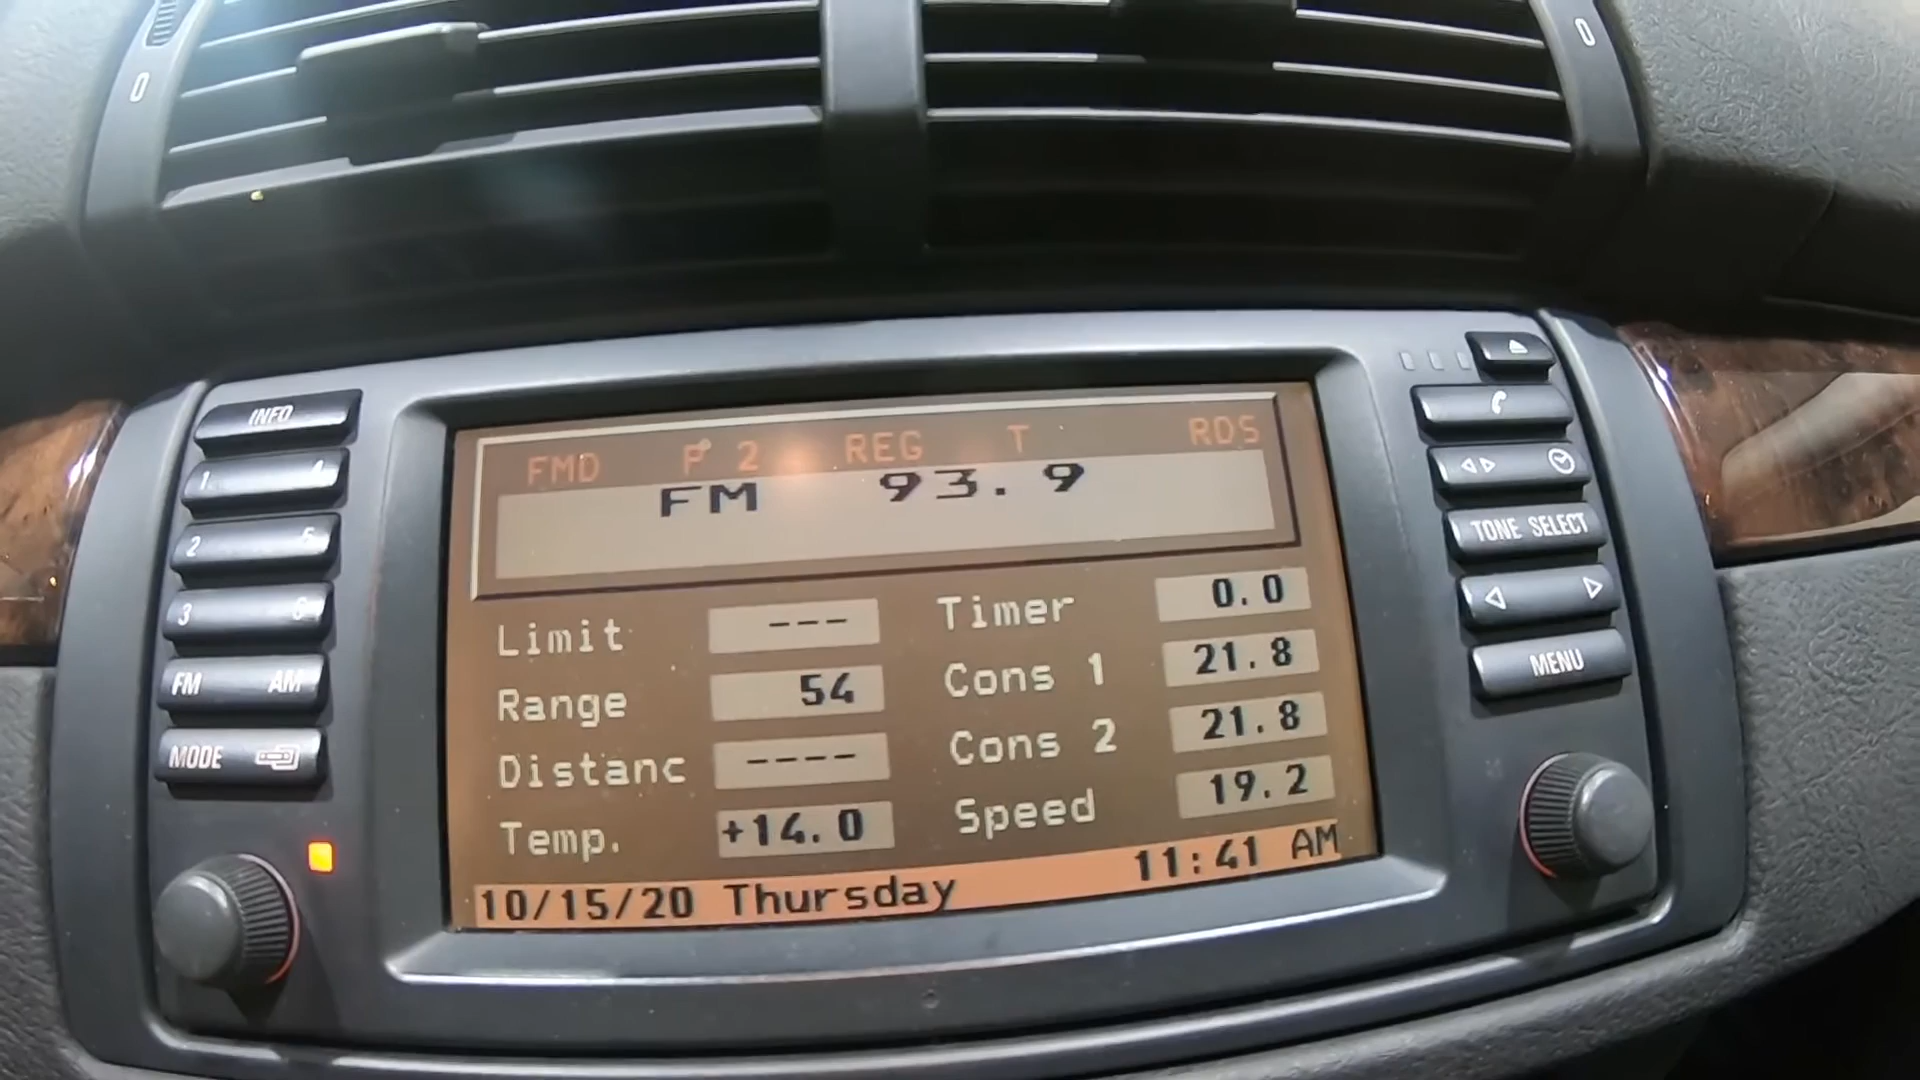 0
0
INFO
1 4
2 5
3 6
FM AM
MODE
FMD P 2 REG T RDS
FM 93.9
Limit --- Timer 0.0
Range 54 Cons 1 21.8
Distanc ---- Cons 2 21.8
Temp. +14.0 Speed 19.2
10/15/20 Thursday 11:41 AM
TONE SELECT
MENU